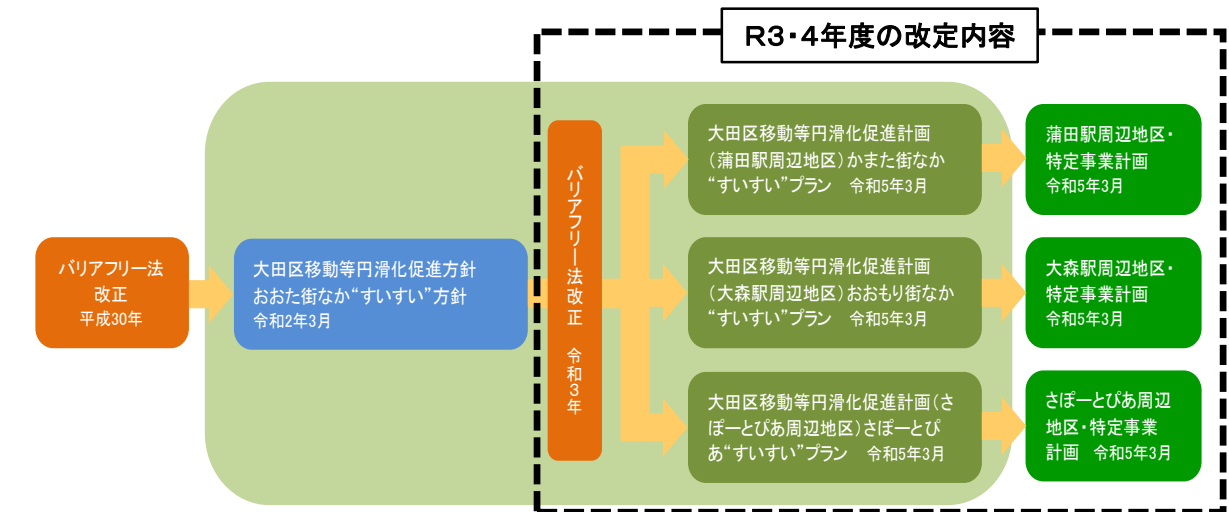 R3・4年度の改定内容
バリアフリー法
改正
平成30年
大田区移動等円滑化促進方針
おおた街なか“すいすい”方針
令和2年3月
バリアフリー法改正　令和3年
大田区移動等円滑化促進計画
(蒲田駅周辺地区)かまた街なか
“すいすい”プラン　令和5年3月
大田区移動等円滑化促進計画
(大森駅周辺地区)おおもり街なか
“すいすい”プラン　令和5年3月
大田区移動等円滑化促進計画(さ
ぽーとぴあ周辺地区)さぽーとぴ
あ“すいすい”プラン　令和5年3月
蒲田駅周辺地区・
特定事業計画
令和5年3月
大森駅周辺地区・
特定事業計画
令和5年3月
さぽーとぴあ周辺
地区・特定事業
計画　令和5年3月